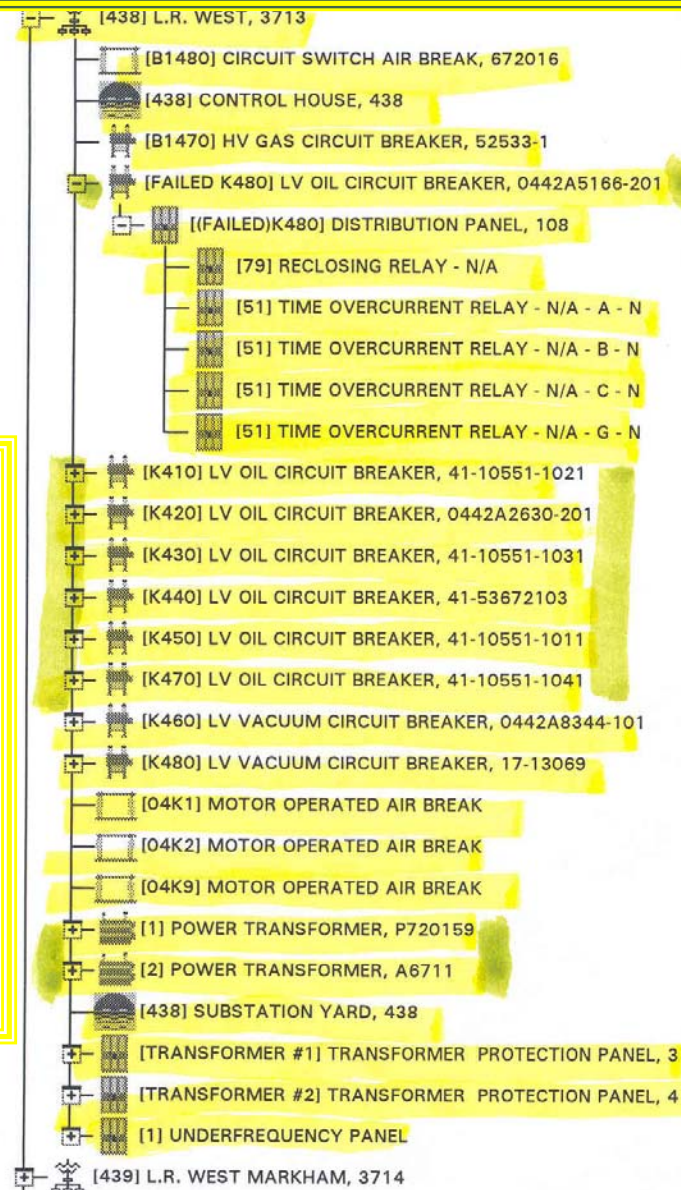 [438] L.R. WEST, 3713
[B1480] CIRCUIT SWITCH AIR BREAK, 672016
[438] CONTROL HOUSE, 438
[B1470] HV GAS CIRCUIT BREAKER, 52533-1
[FAILED K480] LV OIL CIRCUIT BREAKER, 0442A5166-201
[(FAILED)K480] DISTRIBUTION PANEL, 108
[79] RECLOSING RELAY - N/A
[51] TIME OVERCURRENT RELAY - N/A - A - N
[51] TIME OVERCURRENT RELAY - N/A - B - N
[51] TIME OVERCURRENT RELAY - N/A - C - N
[51] TIME OVERCURRENT RELAY - N/A - G - N
[K410] LV OIL CIRCUIT BREAKER, 41-10551-1021
[K420] LV OIL CIRCUIT BREAKER, 0442A2630-201
[K430] LV OIL CIRCUIT BREAKER, 41-10551-1031
[K440] LV OIL CIRCUIT BREAKER, 41-53672103
[K450] LV OIL CIRCUIT BREAKER, 41-10551-1011
[K470] LV OIL CIRCUIT BREAKER, 41-10551-1041
[K460] LV VACUUM CIRCUIT BREAKER, 0442A8344-101
[K480] LV VACUUM CIRCUIT BREAKER, 17-13069
[04K1] MOTOR OPERATED AIR BREAK
[04K2] MOTOR OPERATED AIR BREAK
[04K9] MOTOR OPERATED AIR BREAK
[1] POWER TRANSFORMER, P720159
[2] POWER TRANSFORMER, A6711
[438] SUBSTATION YARD, 438
[TRANSFORMER #1] TRANSFORMER PROTECTION PANEL, 3
[TRANSFORMER #2] TRANSFORMER PROTECTION PANEL, 4
[1] UNDERFREQUENCY PANEL
[439] L.R. WEST MARKHAM, 3714